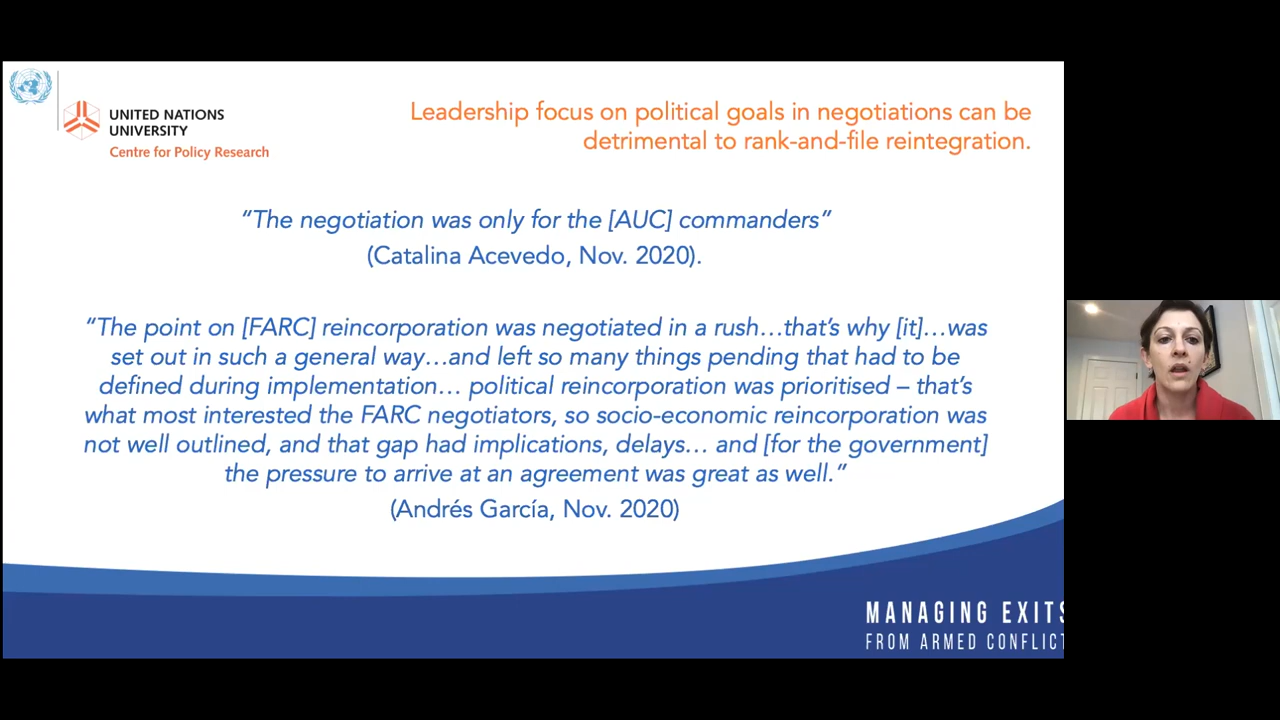 UNITED NATIONS
UNIVERSITY
Centre for Policy Research
Leadership focus on political goals in negotiations can be
detrimental to rank-and-file reintegration.
“The negotiation was only for the [AUC] commanders”
(Catalina Acevedo, Nov. 2020).
“The point on [FARC] reincorporation was negotiated in a rush…that’s why [it]…was
set out in such a general way…and left so many things pending that had to be
defined during implementation… political reincorporation was prioritised – that’s
what most interested the FARC negotiators, so socio-economic reincorporation was
not well outlined, and that gap had implications, delays… and [for the government]
the pressure to arrive at an agreement was great as well.”
(Andrés García, Nov. 2020)
MANAGING EXITS
FROM ARMED CONFLICT